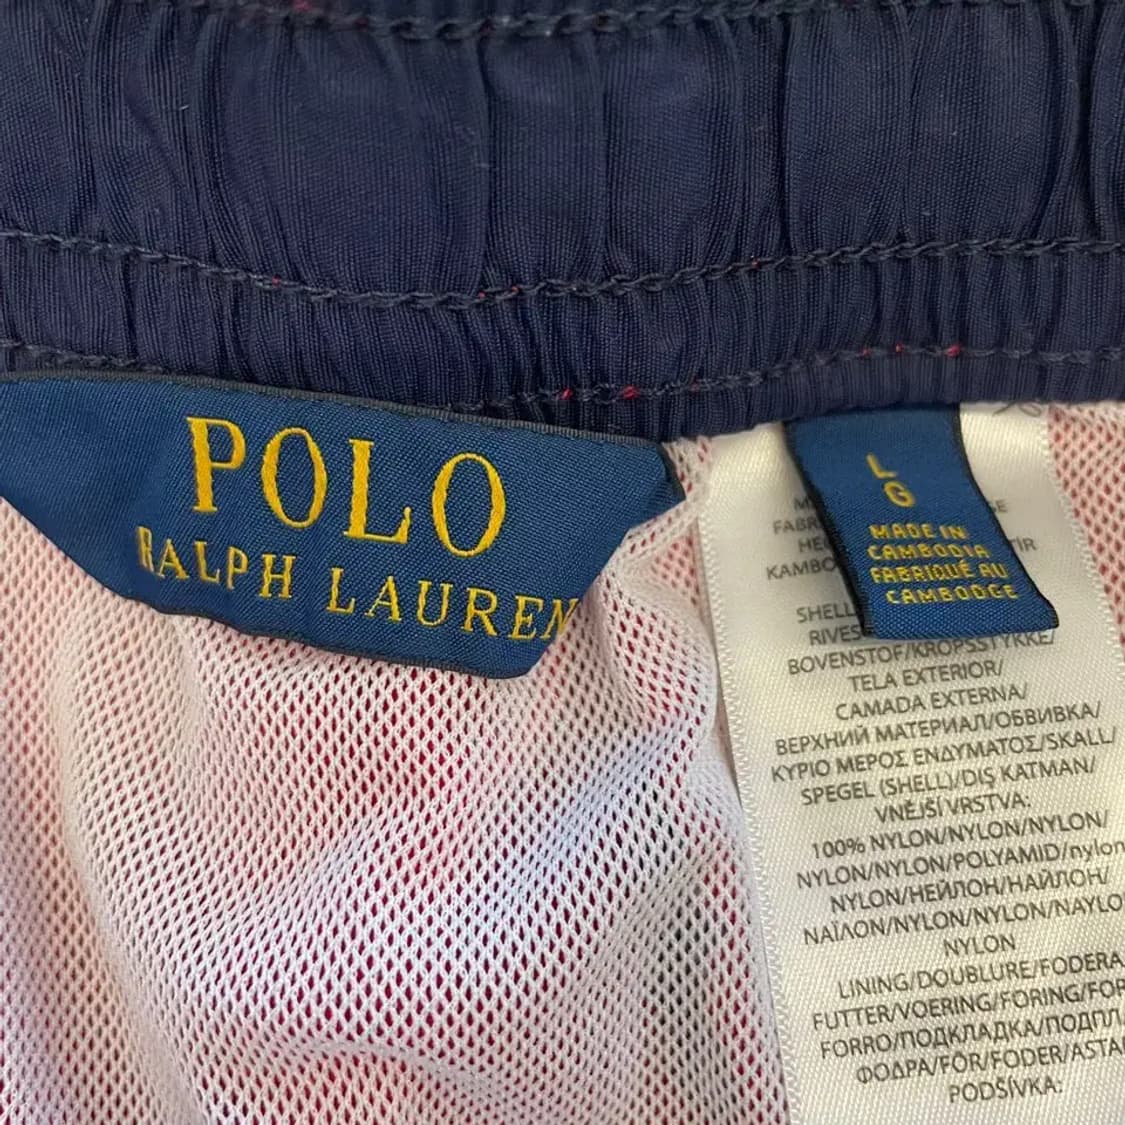 POLO
RALPH LAUREN
L
G
MADE IN
CAMBODIA
FABRIQUÉ AU
CAMBODGE
SHELL
RIVES
BOVENSTOF/KROPSSTYKKE/
TELA EXTERIOR/
CAMADA EXTERNA/
ВЕРХНИЙ МАТЕРИАЛ/ОБВИВКА/
ΚΥΡΙΟ ΜΕΡΟΣ ΕΝΔΥΜΑΤΟΣ/SKALL/
SPEGEL (SHELL)/DIŞ KATMAN/
VNĚJŠÍ VRSTVA:
100% NYLON/NYLON/NYLON/
NYLON/NYLON/POLYAMID/nylon
NYLON/НЕЙЛОН/НАЙЛОН/
ΝΑΪΛΟΝ/NYLON/NYLON/NAYLO
NYLON
LINING/DOUBLURE/FODERA
FUTTER/VOERING/FORING/FOR
FORRO/ПОДКЛАДКА/ПОДПЛ
ΦΟΔΡΑ/FÓR/FODER/ASTA
PODŠÍVKA: